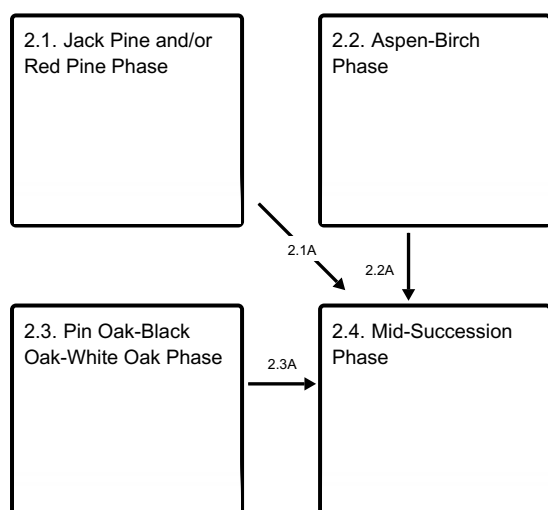 2.1. Jack Pine and/or
Red Pine Phase
2.2. Aspen-Birch
Phase
2.1A
2.2A
2.3. Pin Oak-Black
Oak-White Oak Phase
2.3A
2.4. Mid-Succession
Phase